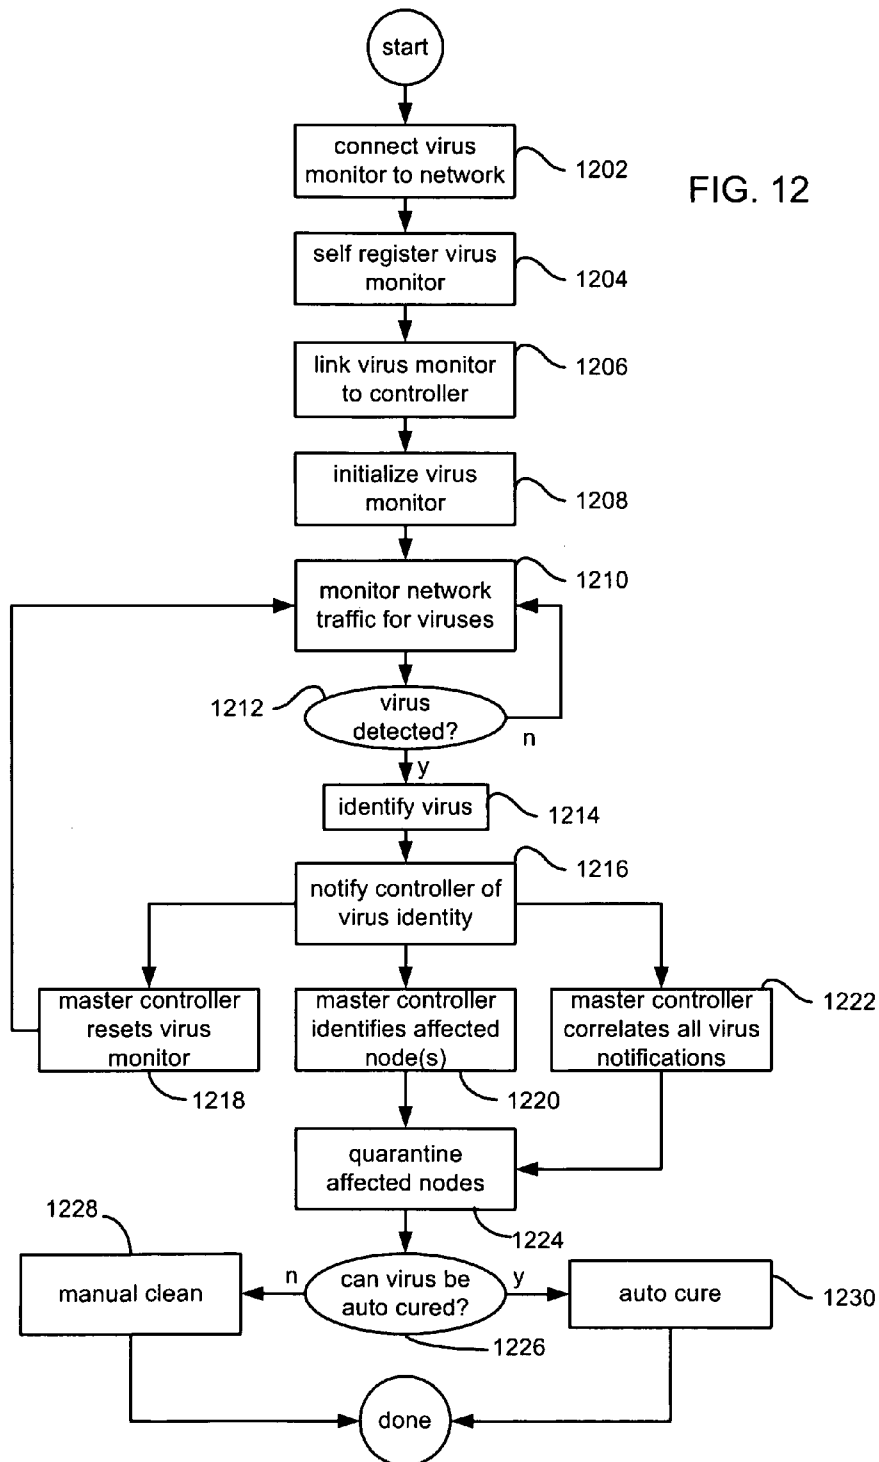 start
connect virus
monitor to network
1202
FIG. 12
self register virus
monitor
1204
link virus monitor
to controller
1206
initialize virus
monitor
1208
monitor network
traffic for viruses
1210
1212
virus
detected?
n
y
identify virus
1214
notify controller of
virus identity
1216
master controller
resets virus
monitor
1218
master controller
identifies affected
node(s)
1220
master controller
correlates all virus
notifications
1222
quarantine
affected nodes
1224
1228
manual clean
n
can virus be
auto cured?
y
1226
auto cure
1230
done